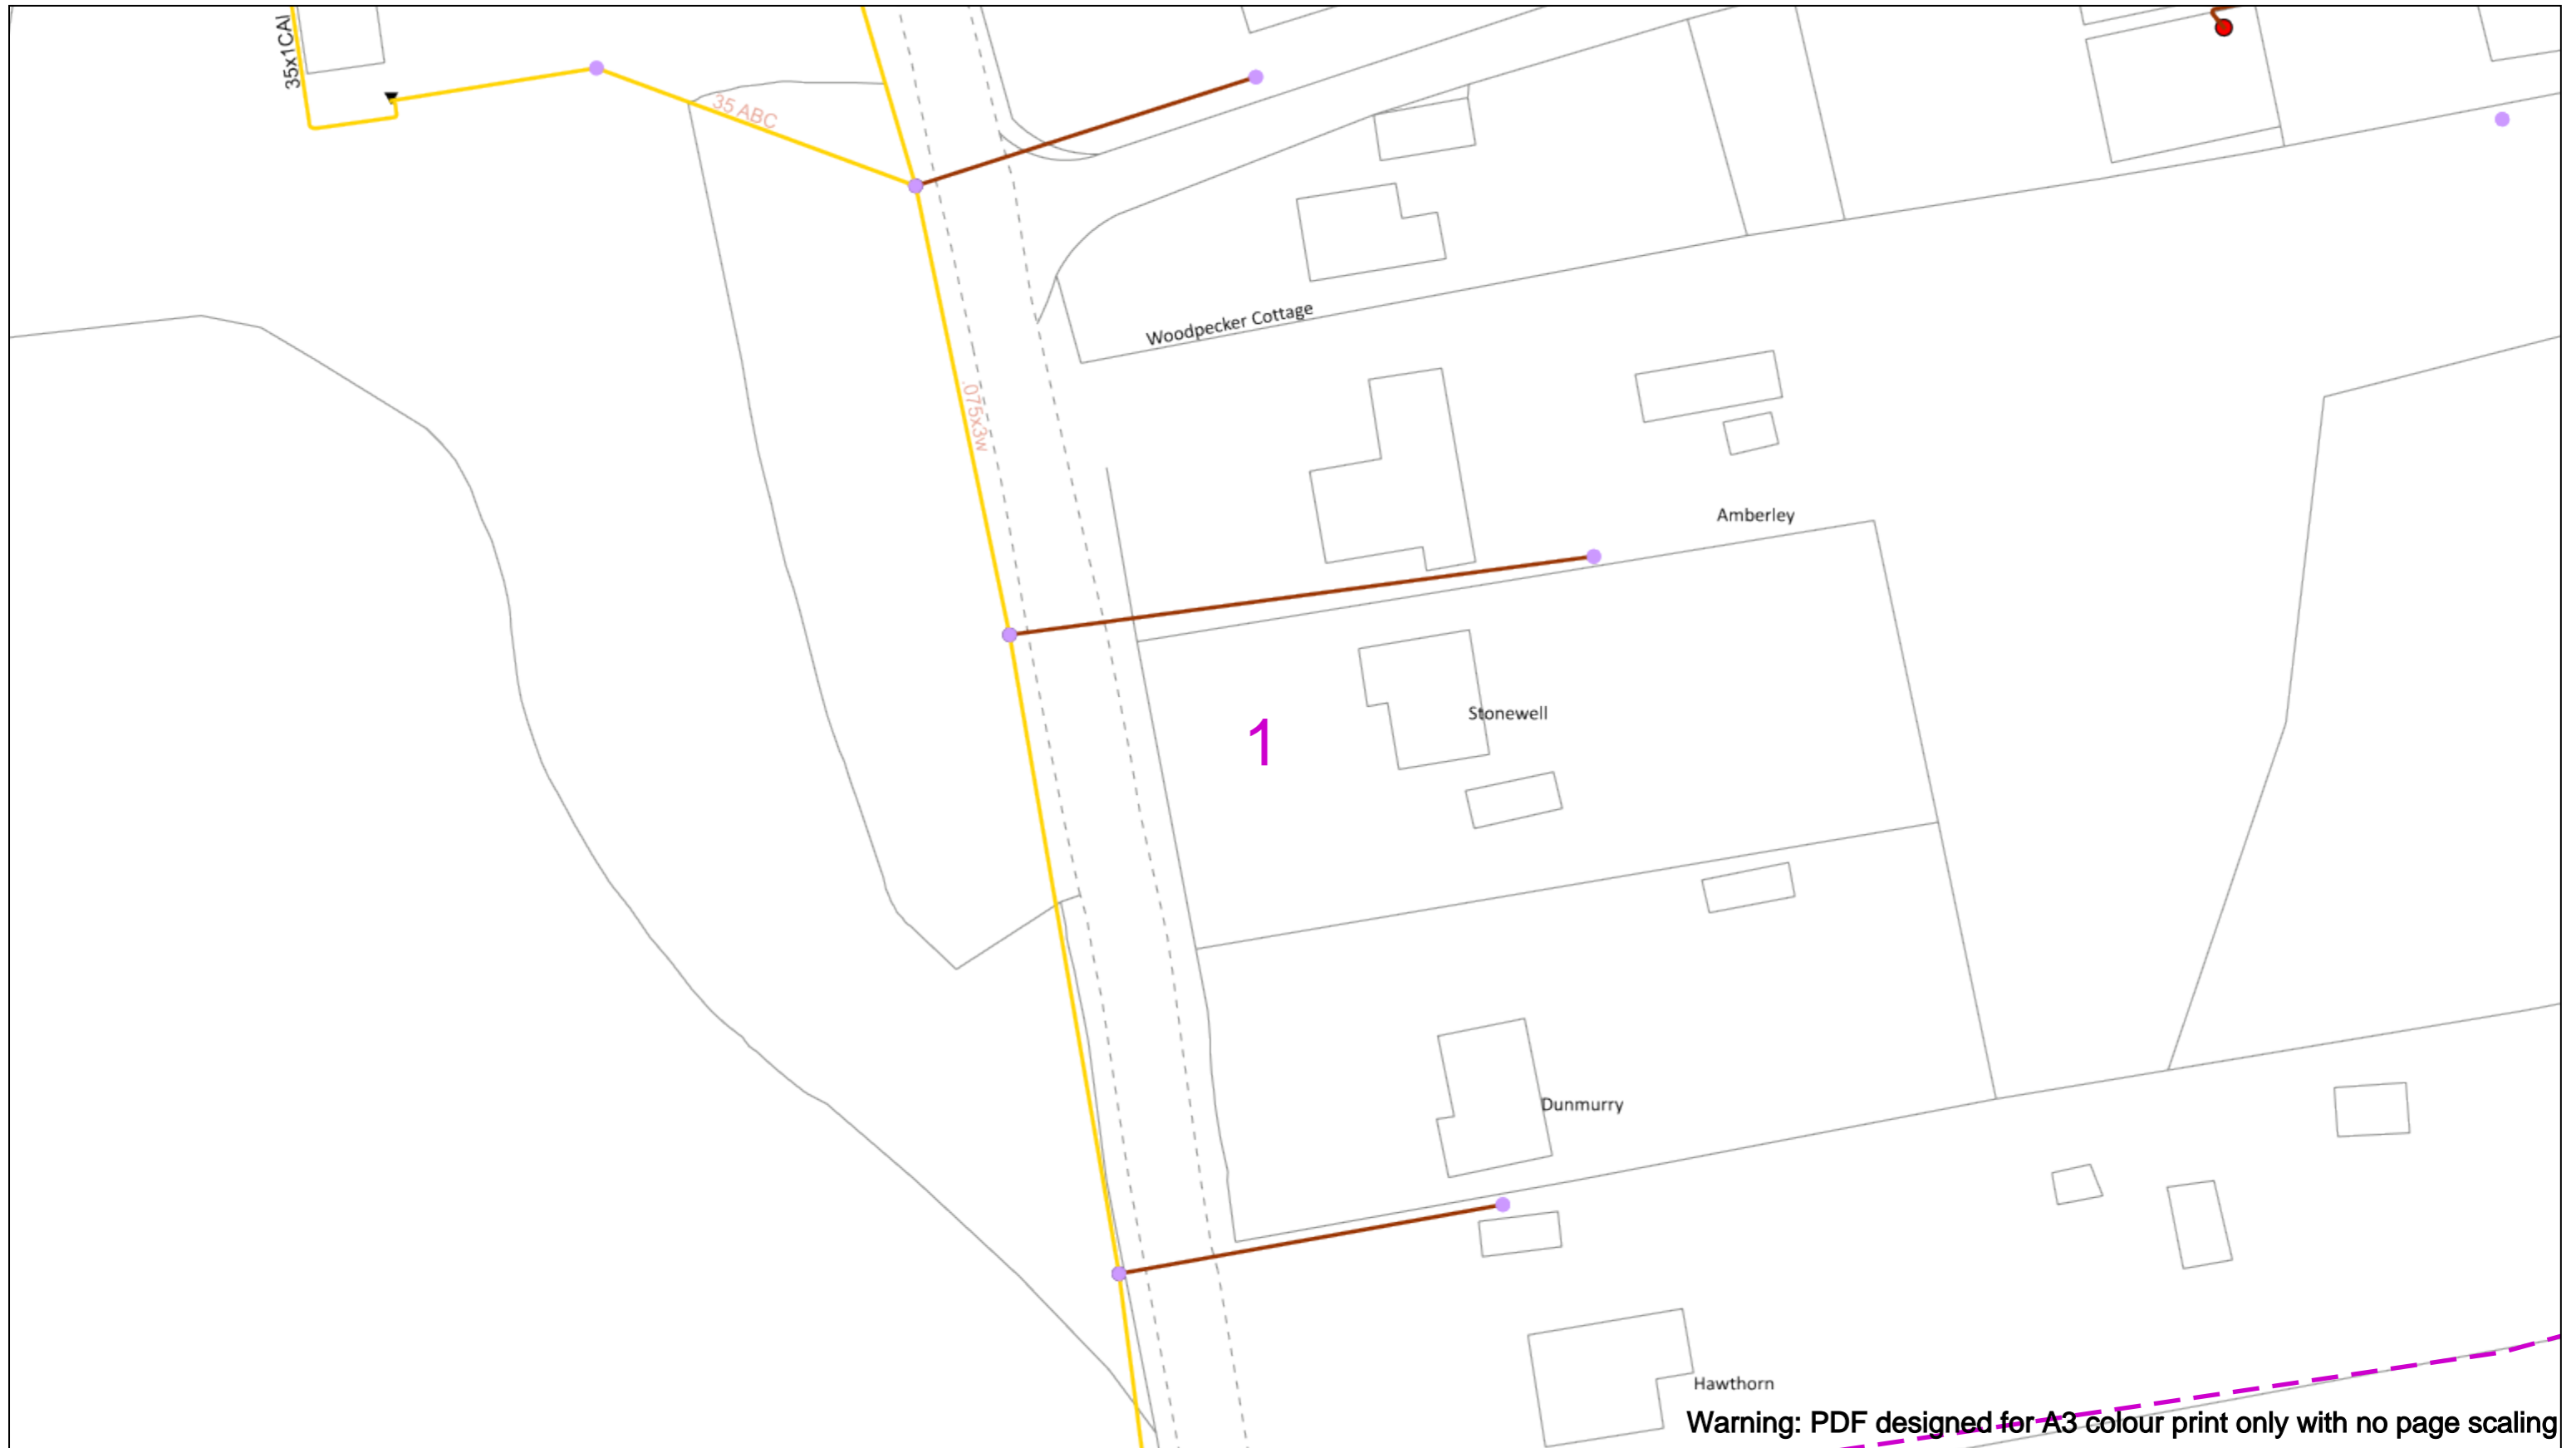 35x1CAI
35 ABC
.075x3w
Woodpecker Cottage
Amberley
Stonewell
1
Dunmurry
Hawthorn
Warning: PDF designed for A3 colour print only with no page scaling